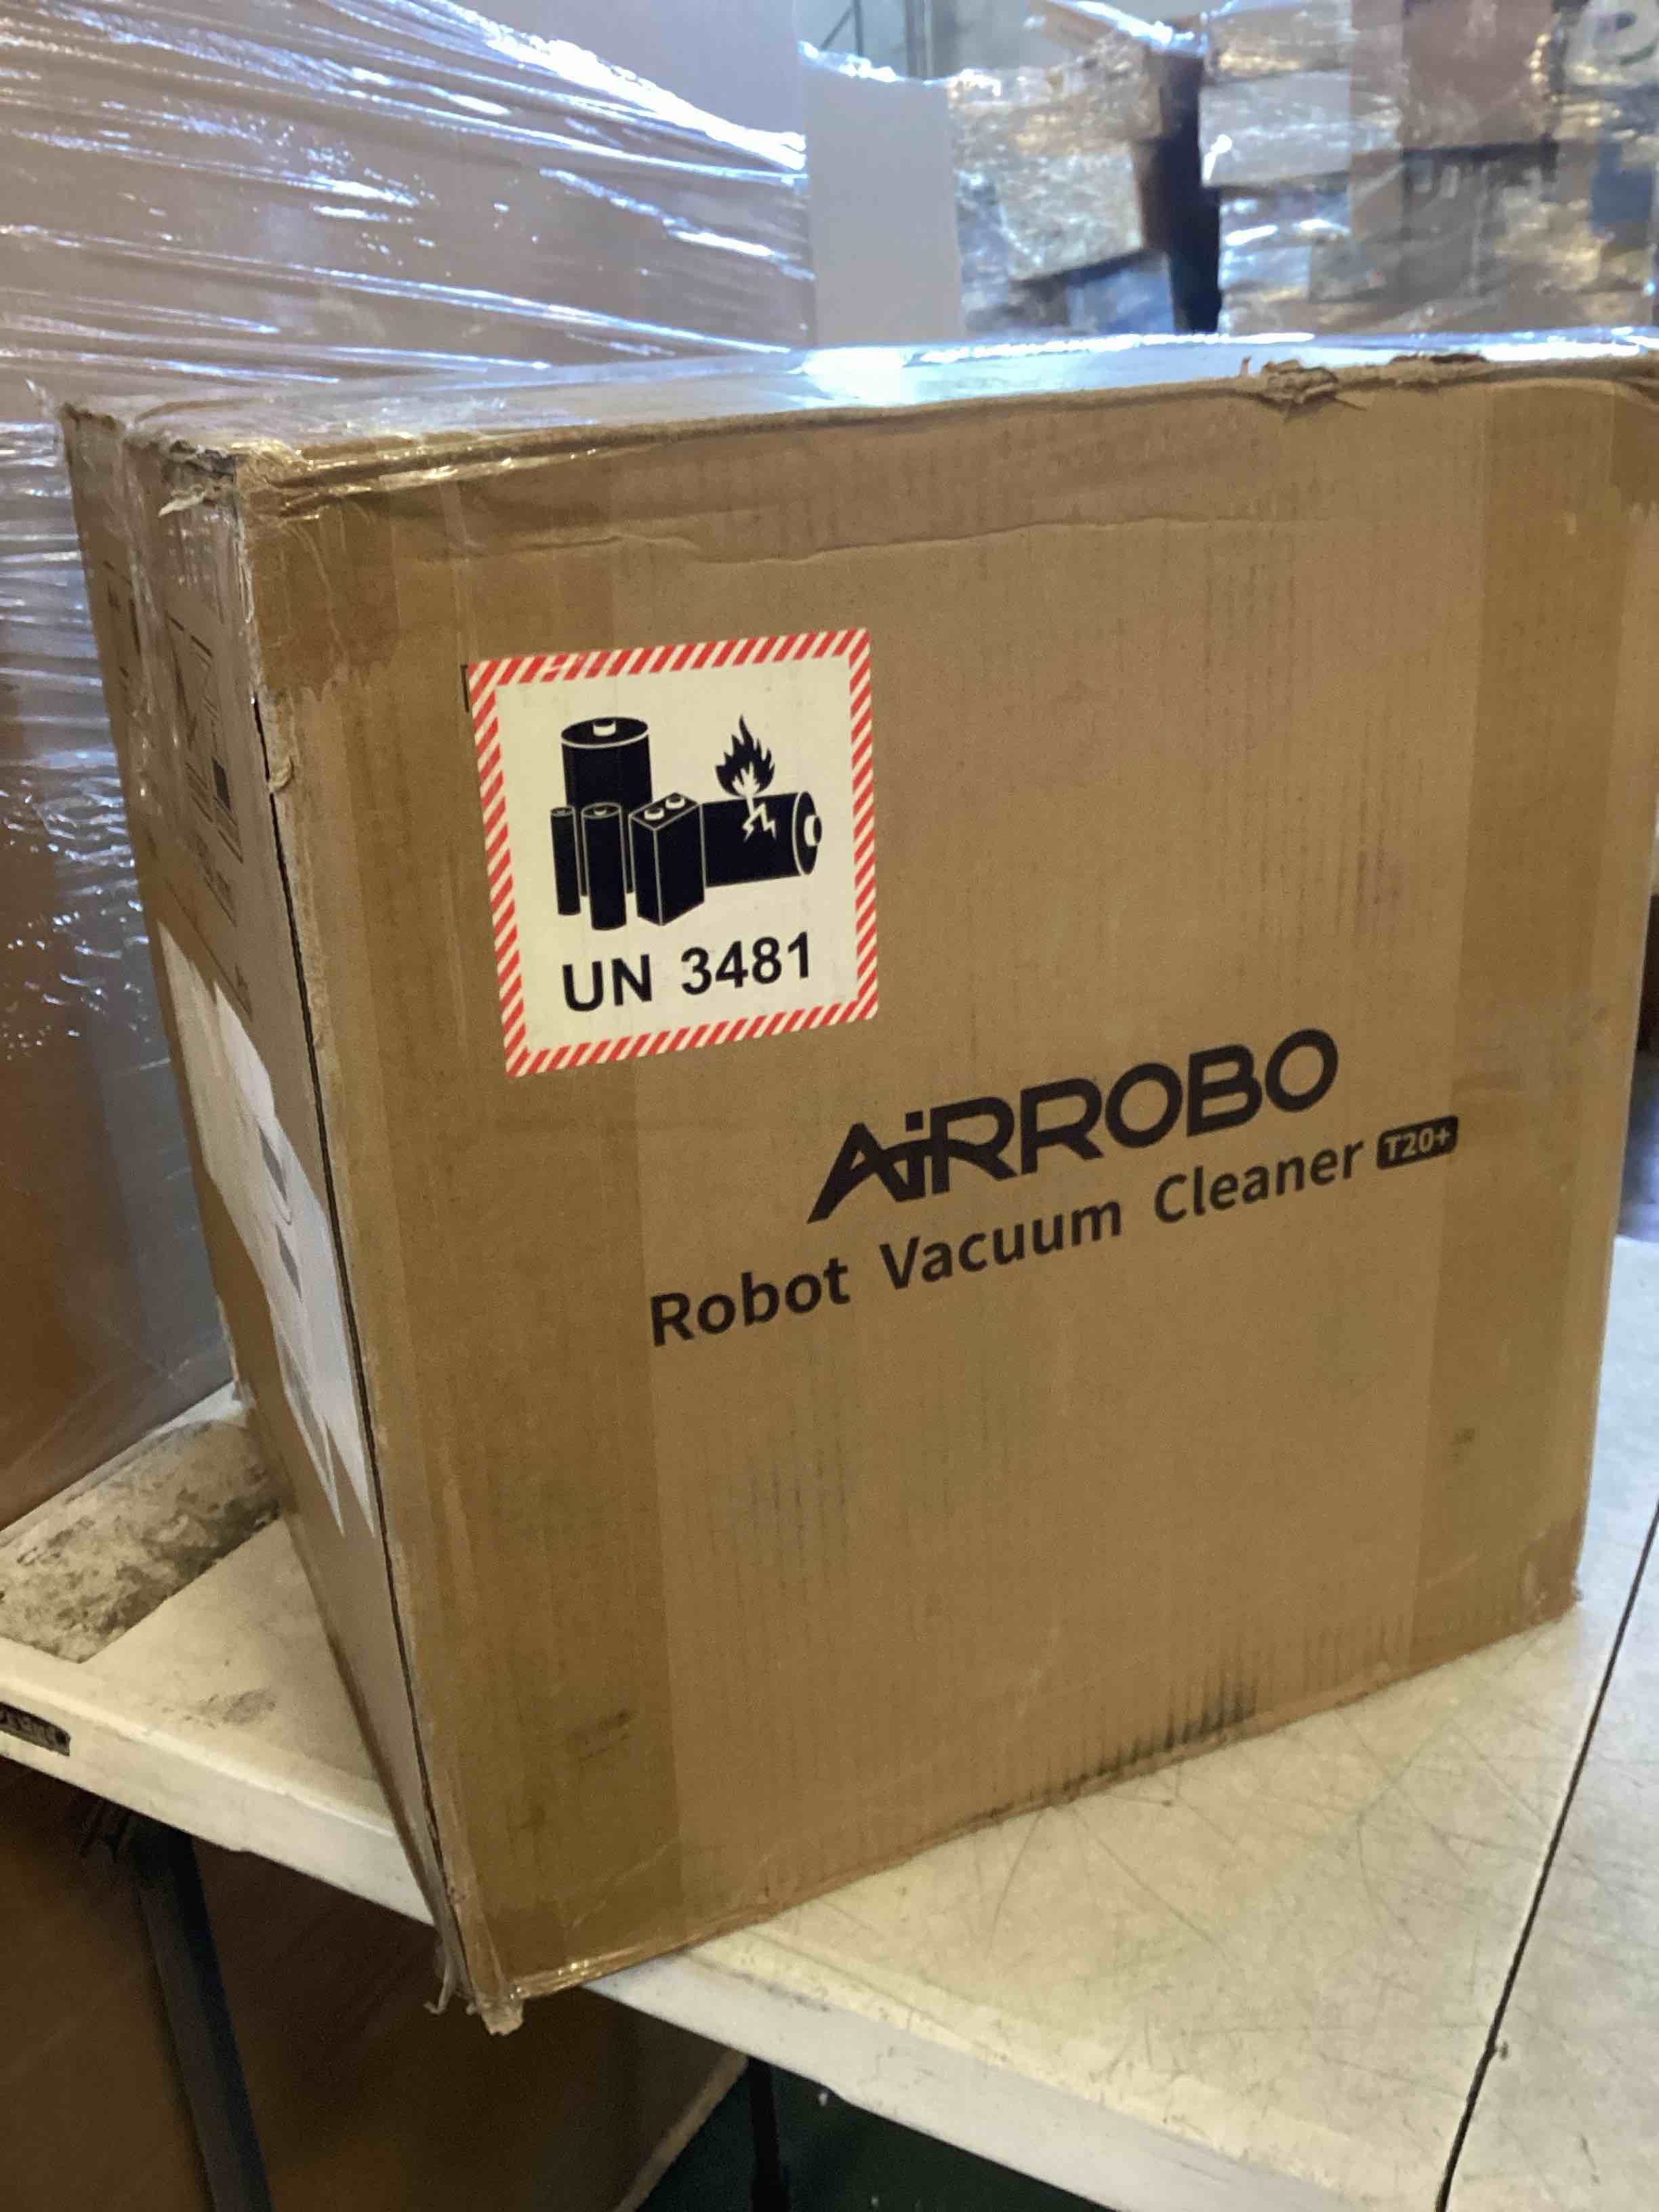 UN 3481
AiRROBO
Robot Vacuum Cleaner T20+